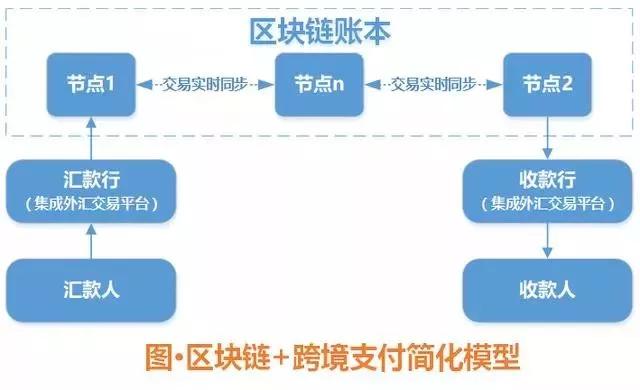 区块链账本
节点1
交易实时同步
节点n
交易实时同步
节点2
汇款行
（集成外汇交易平台）
收款行
（集成外汇交易平台）
汇款人
收款人
图·区块链+跨境支付简化模型